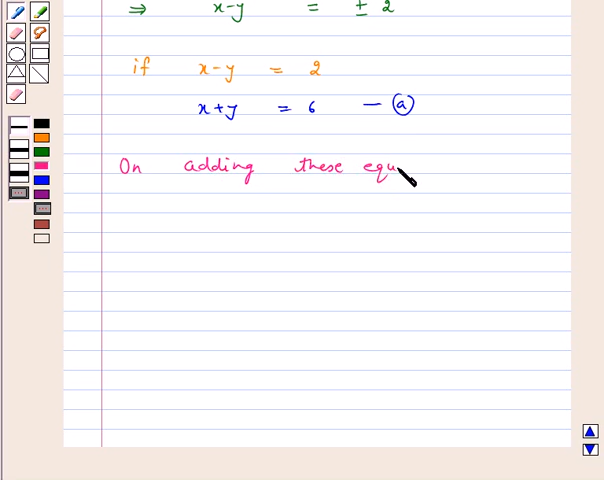 ⇒ x-y = ± 2
if x-y = 2
x+y = 6 — ⓐ
On adding these equ